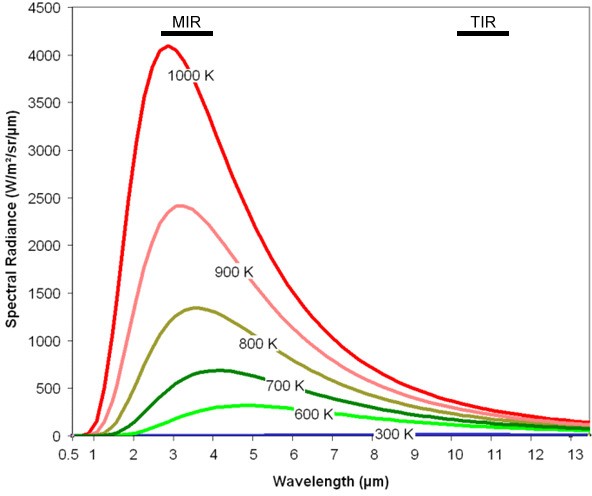 MIR TIR
4500
4000
3500
3000
2500
2000
1500
1000
500
0
Spectral Radiance (W/m²/sr/µm)
1000 K
900 K
800 K
700 K
600 K
300 K
0.5 1 2 3 4 5 6 7 8 9 10 11 12 13
Wavelength (µm)